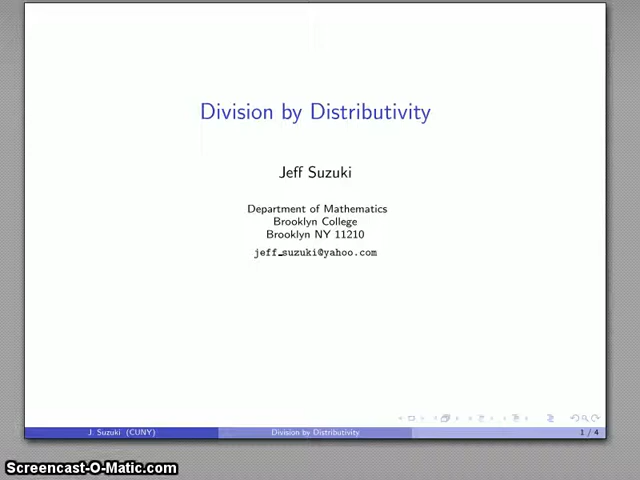 Division by Distributivity
Jeff Suzuki
Department of Mathematics
Brooklyn College
Brooklyn NY 11210
jeff_suzuki@yahoo.com
J. Suzuki (CUNY) Division by Distributivity 1 / 4
Screencast-O-Matic.com